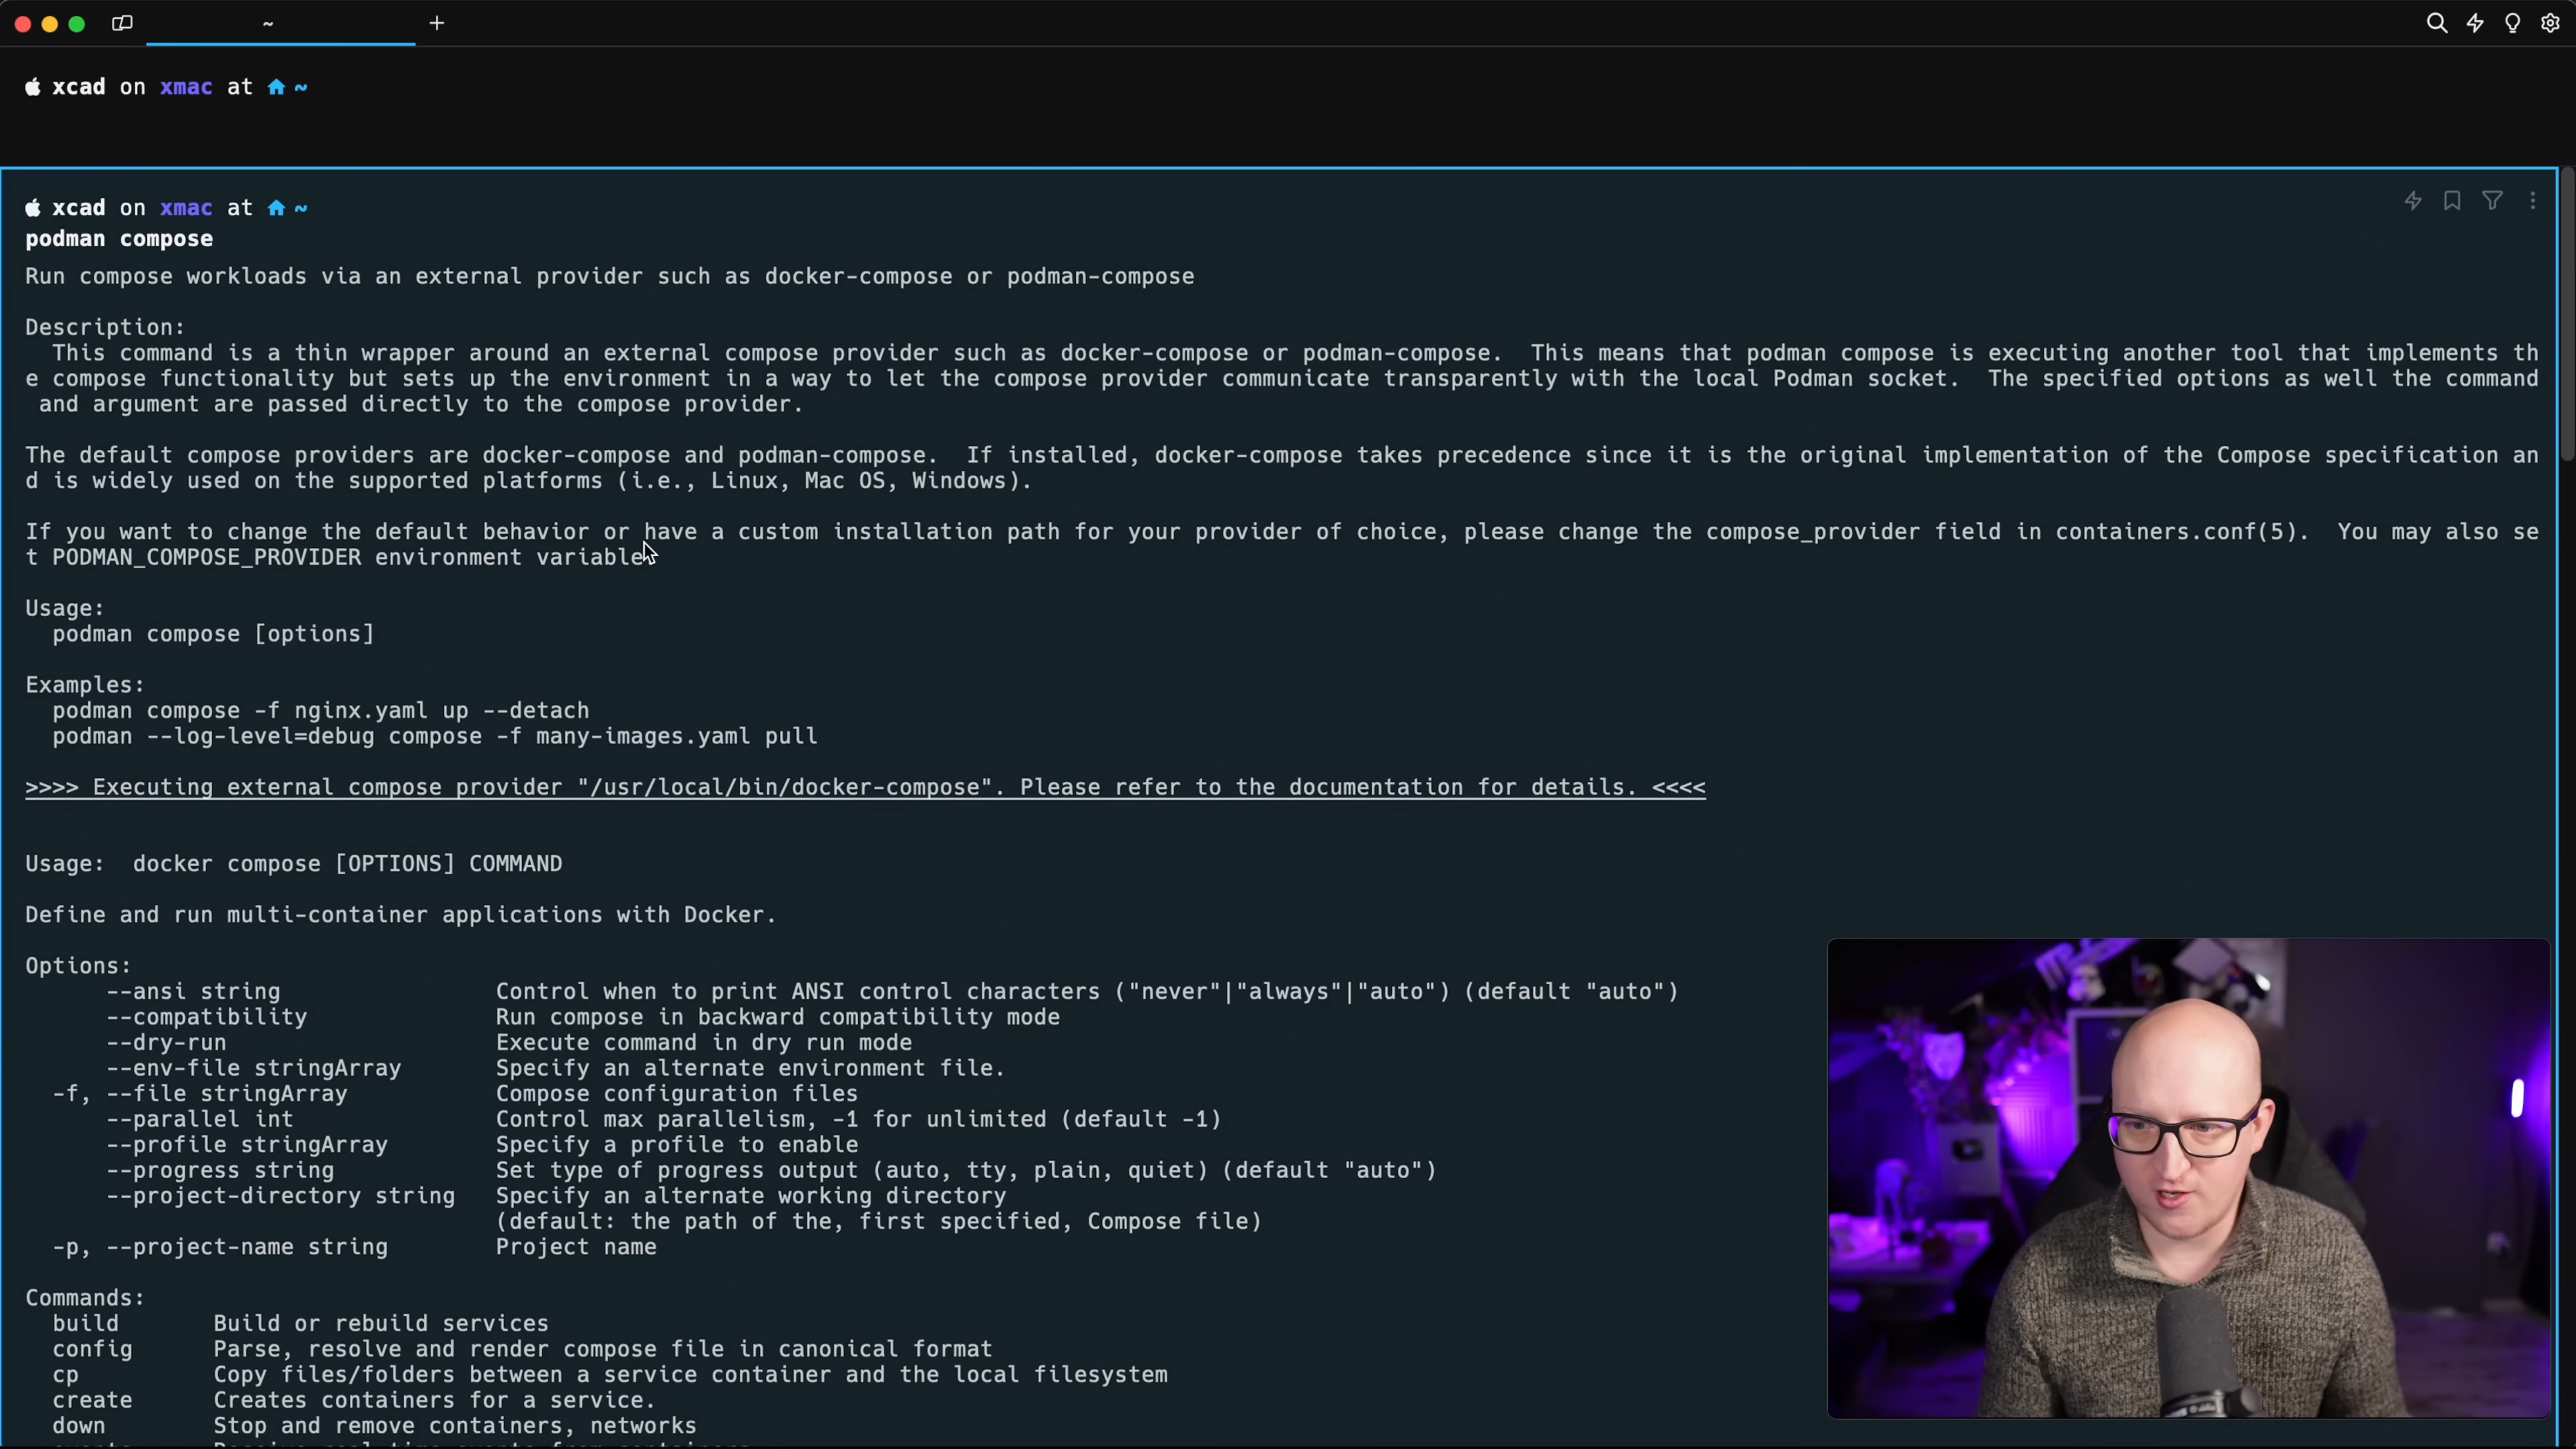 ~
xcad on xmac at ~
xcad on xmac at ~
podman compose
Run compose workloads via an external provider such as docker-compose or podman-compose
Description:
This command is a thin wrapper around an external compose provider such as docker-compose or podman-compose.  This means that podman compose is executing another tool that implements th
e compose functionality but sets up the environment in a way to let the compose provider communicate transparently with the local Podman socket.  The specified options as well the command
and argument are passed directly to the compose provider.
The default compose providers are docker-compose and podman-compose.  If installed, docker-compose takes precedence since it is the original implementation of the Compose specification an
d is widely used on the supported platforms (i.e., Linux, Mac OS, Windows).
If you want to change the default behavior or have a custom installation path for your provider of choice, please change the compose_provider field in containers.conf(5).  You may also se
t PODMAN_COMPOSE_PROVIDER environment variable
Usage:
podman compose [options]
Examples:
podman compose -f nginx.yaml up --detach
podman --log-level=debug compose -f many-images.yaml pull
>>>> Executing external compose provider "/usr/local/bin/docker-compose". Please refer to the documentation for details. <<<<
Usage:  docker compose [OPTIONS] COMMAND
Define and run multi-container applications with Docker.
Options:
--ansi string Control when to print ANSI control characters ("never"|"always"|"auto") (default "auto")
--compatibility Run compose in backward compatibility mode
--dry-run Execute command in dry run mode
--env-file stringArray Specify an alternate environment file.
-f, --file stringArray Compose configuration files
--parallel int Control max parallelism, -1 for unlimited (default -1)
--profile stringArray Specify a profile to enable
--progress string Set type of progress output (auto, tty, plain, quiet) (default "auto")
--project-directory string Specify an alternate working directory
(default: the path of the, first specified, Compose file)
-p, --project-name string Project name
Commands:
build Build or rebuild services
config Parse, resolve and render compose file in canonical format
cp Copy files/folders between a service container and the local filesystem
create Creates containers for a service.
down Stop and remove containers, networks